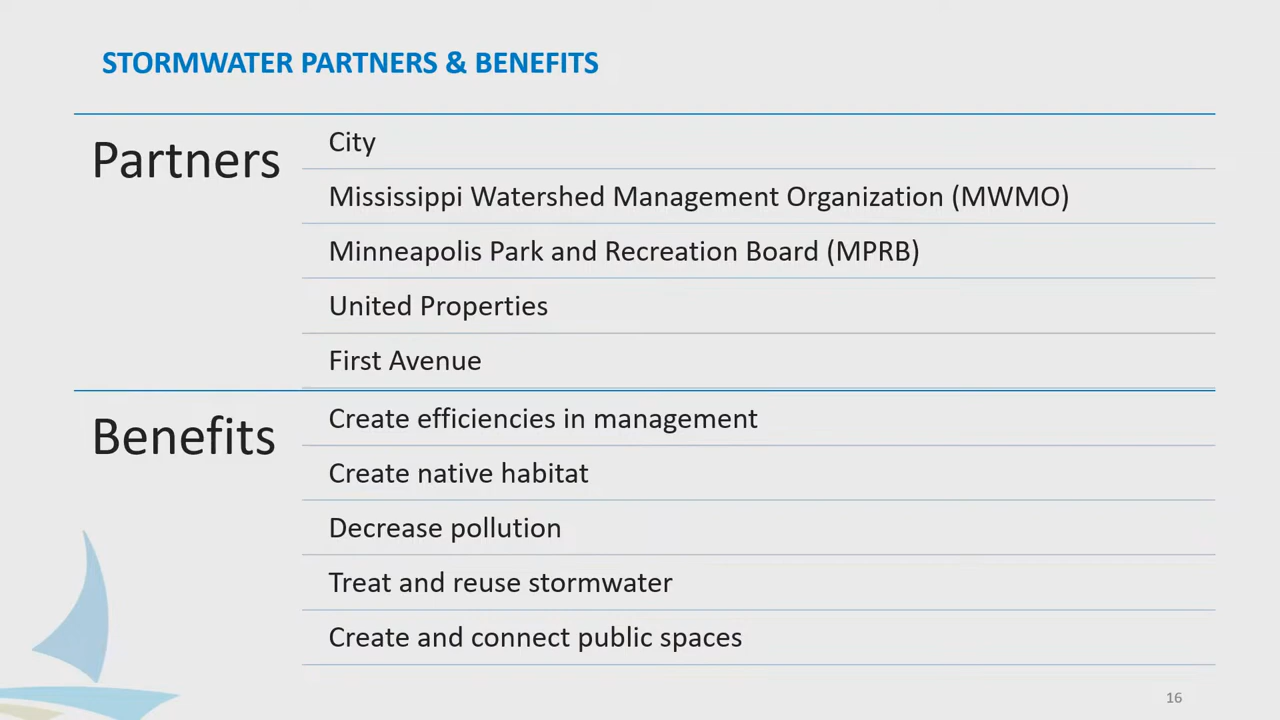 STORMWATER PARTNERS & BENEFITS
Partners
City
Mississippi Watershed Management Organization (MWMO)
Minneapolis Park and Recreation Board (MPRB)
United Properties
First Avenue
Benefits
Create efficiencies in management
Create native habitat
Decrease pollution
Treat and reuse stormwater
Create and connect public spaces
16